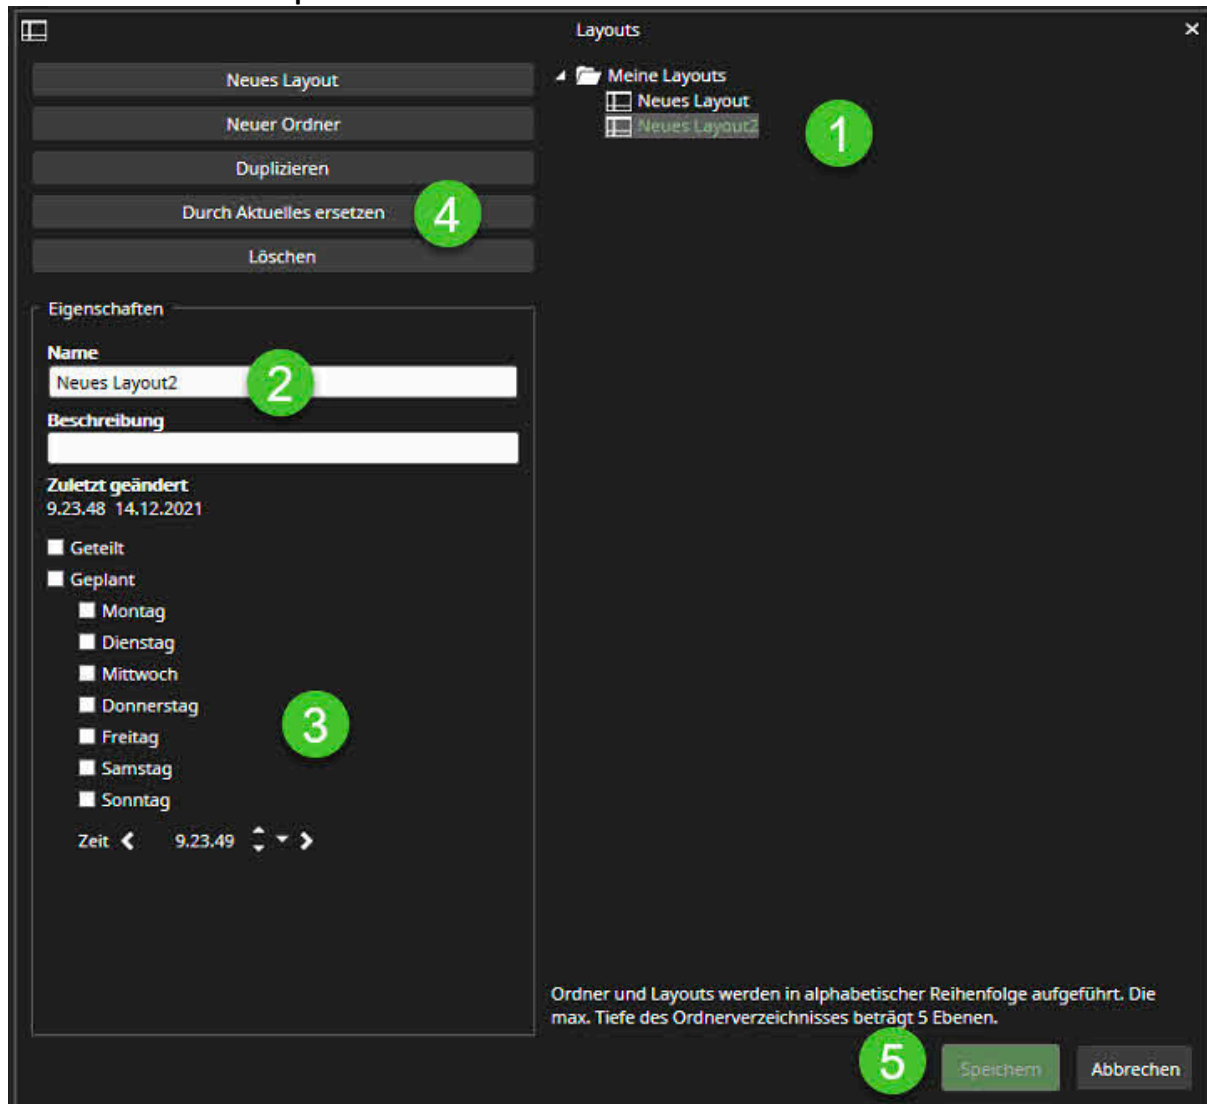 Layouts
Neues Layout
Neuer Ordner
Duplizieren
Durch Aktuelles ersetzen
4
Löschen
Meine Layouts
Neues Layout
Neues Layout2
1
Eigenschaften
Name
Neues Layout2
2
Beschreibung
Zuletzt geändert
9.23.48 14.12.2021
Geteilt
Geplant
Montag
Dienstag
Mittwoch
Donnerstag
3
Freitag
Samstag
Sonntag
Zeit 9.23.49
Ordner und Layouts werden in alphabetischer Reihenfolge aufgeführt. Die
max. Tiefe des Ordnerverzeichnisses beträgt 5 Ebenen.
5
Speichern Abbrechen